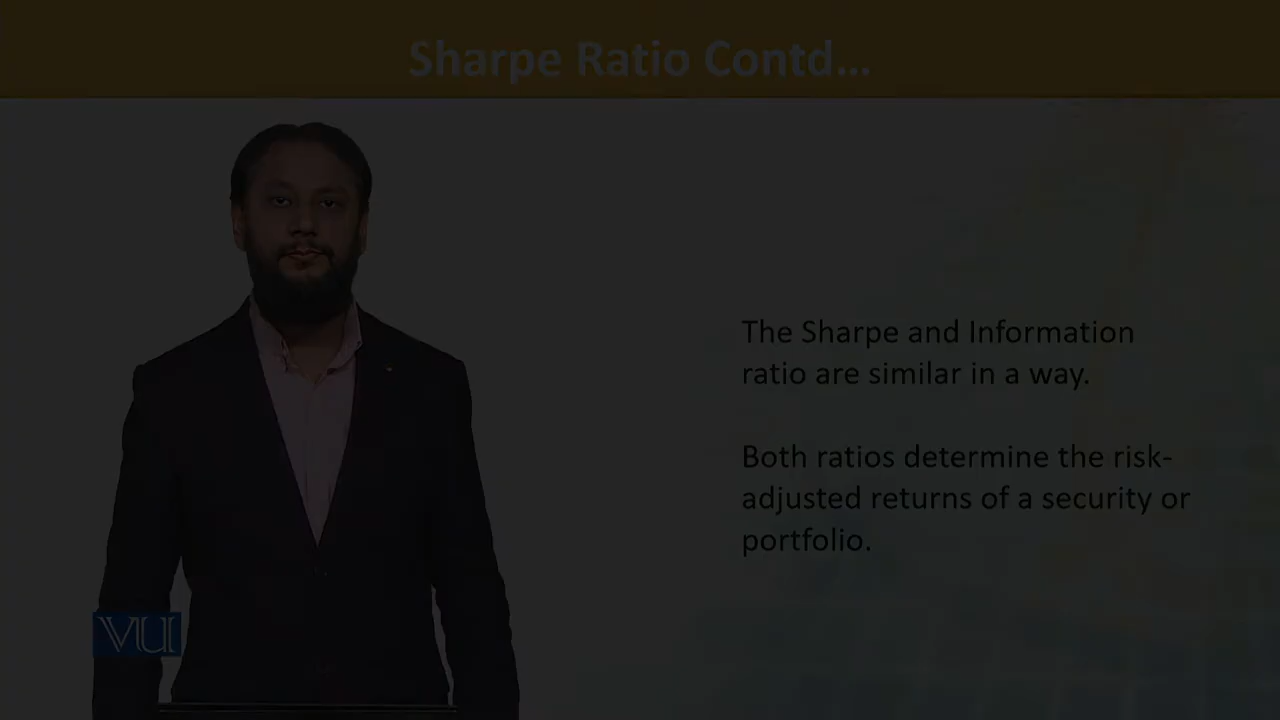 Sharpe Ratio Contd...
The Sharpe and Information
ratio are similar in a way.
Both ratios determine the risk-
adjusted returns of a security or
portfolio.
VU